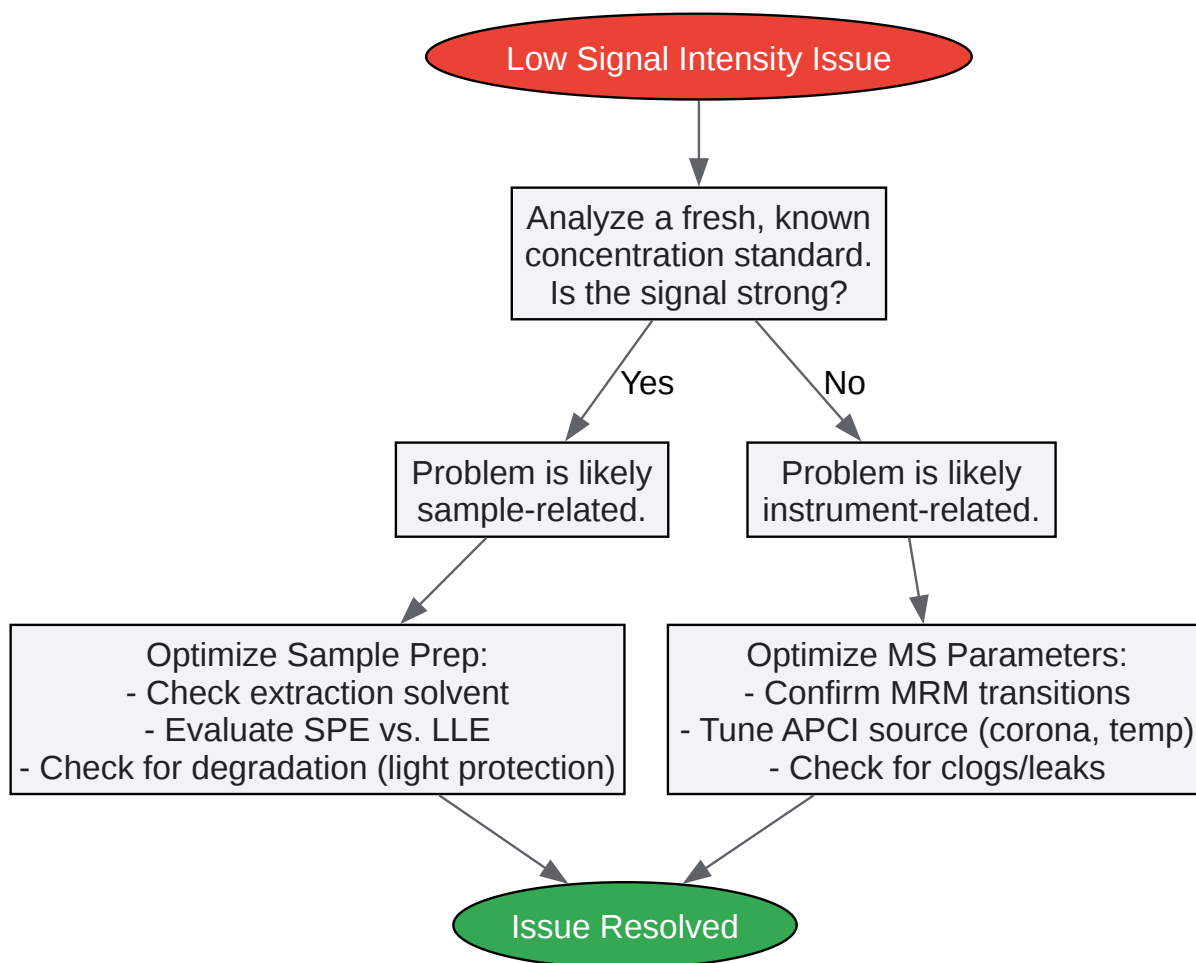 Low Signal Intensity Issue
Analyze a fresh, known
concentration standard.
Is the signal strong?
Yes
No
Problem is likely
sample-related.
Problem is likely
instrument-related.
Optimize Sample Prep:
- Check extraction solvent
- Evaluate SPE vs. LLE
- Check for degradation (light protection)
Optimize MS Parameters:
- Confirm MRM transitions
- Tune APCI source (corona, temp)
- Check for clogs/leaks
Issue Resolved